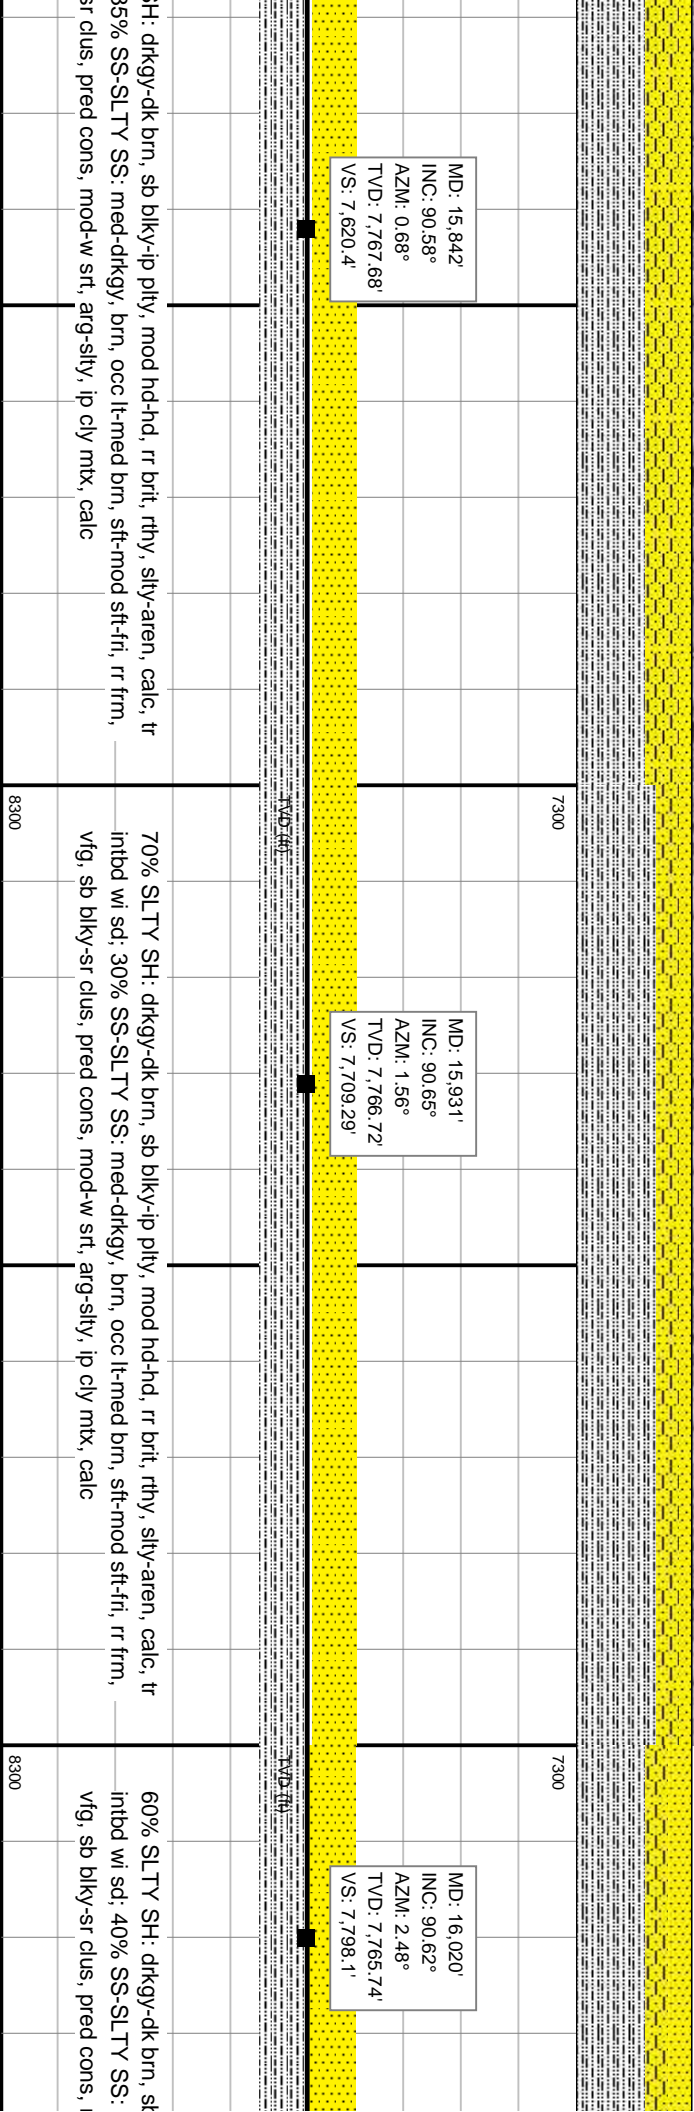 SH: drkgy-dk brn, sb blky-ip plty, mod hd-hd, rr brit, rthy, slty-aren, calc, tr
35% SS-SLTY SS: med-drkgy, brn, occ lt-med brn, sft-mod sft-fri, rr frm,
sr clus, pred cons, mod-w srt, arg-slty, ip cly mtx, calc
MD: 15,842'
INC: 90.58°
AZM: 0.68°
TVD: 7,767.68'
VS: 7,620.4'
7300
TVD (ft)
8300
70% SLTY SH: drkgy-dk brn, sb blky-ip plty, mod hd-hd, rr brit, rthy, slty-aren, calc, tr
intbd wi sd; 30% SS-SLTY SS: med-drkgy, brn, occ lt-med brn, sft-mod sft-fri, rr frm,
vfg, sb blky-sr clus, pred cons, mod-w srt, arg-slty, ip cly mtx, calc
MD: 15,931'
INC: 90.65°
AZM: 1.56°
TVD: 7,766.72'
VS: 7,709.29'
7300
TVD (ft)
8300
60% SLTY SH: drkgy-dk brn, sb
intbd wi sd; 40% SS-SLTY SS:
vfg, sb blky-sr clus, pred cons,
MD: 16,020'
INC: 90.62°
AZM: 2.48°
TVD: 7,765.74'
VS: 7,798.1'